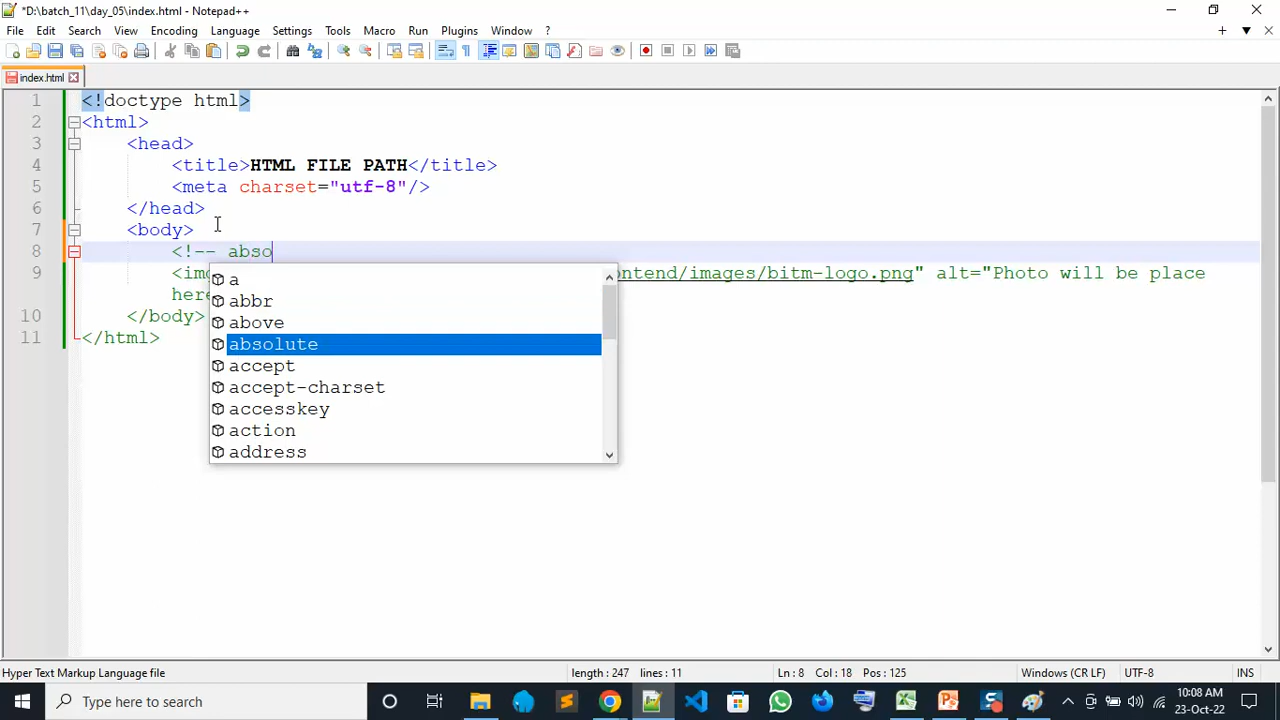 *D:\batch_11\day_05\index.html - Notepad++
File Edit Search View Encoding Language Settings Tools Macro Run Plugins Window ?
index.html
1 <!doctype html>
2 <html>
3 <head>
4 <title>HTML FILE PATH</title>
5 <meta charset="utf-8"/>
6 </head>
7 <body>
8 <!-- abso
9 <img ontend/images/bitm-logo.png" alt="Photo will be place
here
10 </body>
11 </html>
a
abbr
above
absolute
accept
accept-charset
accesskey
action
address
Hyper Text Markup Language file length : 247 lines : 11 Ln : 8 Col : 18 Pos : 125 Windows (CR LF) UTF-8 INS
Type here to search
10:08 AM
23-Oct-22